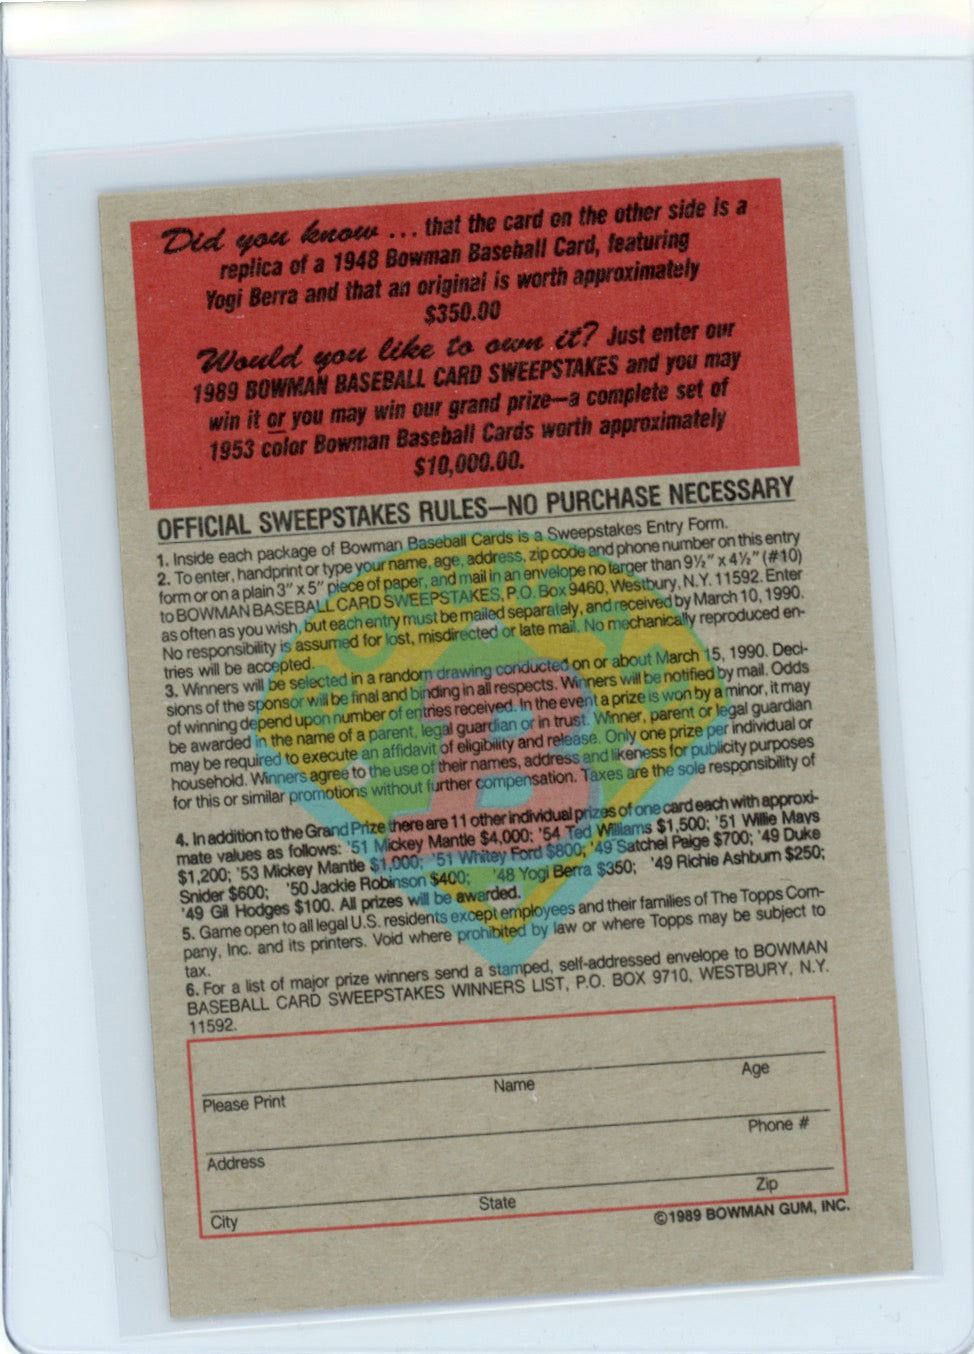 Did you know ... that the card on the other side is a
replica of a 1948 Bowman Baseball Card, featuring
Yogi Berra and that an original is worth approximately
$350.00
Would you like to own it? Just enter our
1989 BOWMAN BASEBALL CARD SWEEPSTAKES and you may
win it or you may win our grand prize—a complete set of
1953 color Bowman Baseball Cards worth approximately
$10,000.00.
OFFICIAL SWEEPSTAKES RULES—NO PURCHASE NECESSARY
1. Inside each package of Bowman Baseball Cards is a Sweepstakes Entry Form.
2. To enter, handprint or type your name, age, address, zip code and phone number on this entry
form or on a plain 3″ x 5″ piece of paper, and mail in an envelope no larger than 9½″ x 4½″ (#10)
to BOWMAN BASEBALL CARD SWEEPSTAKES, P.O. Box 9460, Westbury, N.Y. 11592. Enter
as often as you wish, but each entry must be mailed separately, and received by March 10, 1990.
No responsibility is assumed for lost, misdirected or late mail. No mechanically reproduced en-
tries will be accepted.
3. Winners will be selected in a random drawing conducted on or about March 15, 1990. Deci-
sions of the sponsor will be final and binding in all respects. Winners will be notified by mail. Odds
of winning depend upon number of entries received. In the event a prize is won by a minor, it may
be awarded in the name of a parent, legal guardian or in trust. Winner, parent or legal guardian
may be required to execute an affidavit of eligibility and release. Only one prize per individual or
household. Winners agree to the use of their names, address and likeness for publicity purposes
for this or similar promotions without further compensation. Taxes are the sole responsibility of
4. In addition to the Grand Prize there are 11 other individual prizes of one card each with approxi-
mate values as follows: '51 Mickey Mantle $4,000; '54 Ted Williams $1,500; '51 Willie Mays
$1,200; '53 Mickey Mantle $1,000; '51 Whitey Ford $800; '49 Satchel Paige $700; '49 Duke
Snider $600; '50 Jackie Robinson $400; '48 Yogi Berra $350; '49 Richie Ashburn $250;
'49 Gil Hodges $100. All prizes will be awarded.
5. Game open to all legal U.S. residents except employees and their families of The Topps Com-
pany, Inc. and its printers. Void where prohibited by law or where Topps may be subject to
tax.
6. For a list of major prize winners send a stamped, self-addressed envelope to BOWMAN
BASEBALL CARD SWEEPSTAKES WINNERS LIST, P.O. BOX 9710, WESTBURY, N.Y.
11592.
Please Print Name Age
Address Phone #
City State Zip
©1989 BOWMAN GUM, INC.